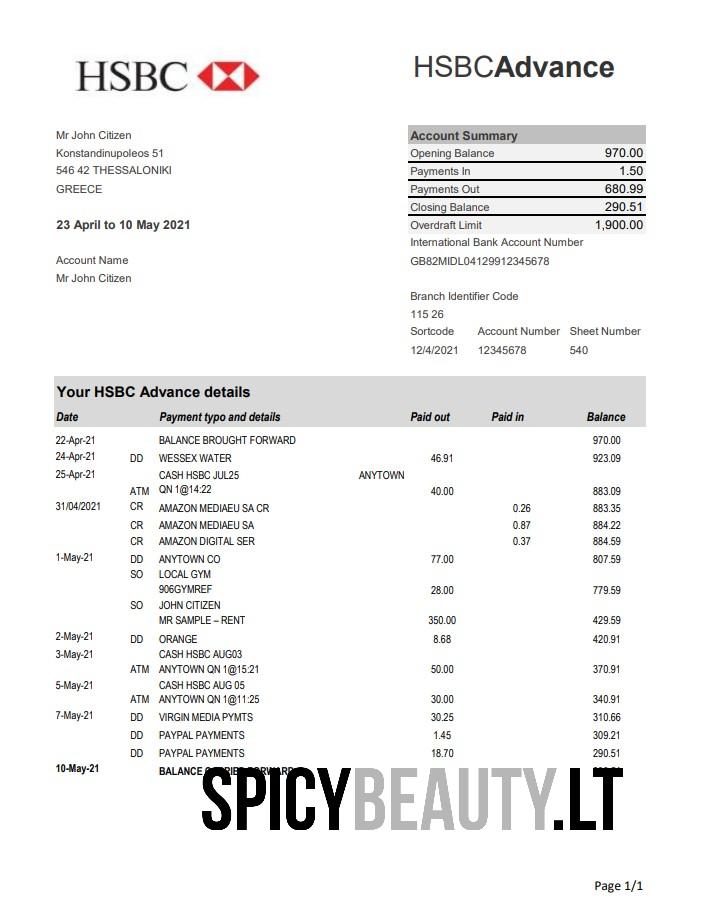 HSBC
HSBCAdvance
Mr John Citizen
Konstandinupoleos 51
546 42 THESSALONIKI
GREECE
23 April to 10 May 2021
Account Name
Mr John Citizen
Account Summary
Opening Balance 970.00
Payments In 1.50
Payments Out 680.99
Closing Balance 290.51
Overdraft Limit 1,900.00
International Bank Account Number
GB82MIDL04129912345678
Branch Identifier Code
115 26
Sortcode Account Number Sheet Number
12/4/2021 12345678 540
Your HSBC Advance details
Date Payment typo and details Paid out Paid in Balance
22-Apr-21 BALANCE BROUGHT FORWARD 970.00
24-Apr-21 DD WESSEX WATER 46.91 923.09
25-Apr-21 CASH HSBC JUL25 ANYTOWN
ATM QN 1@14:22 40.00 883.09
31/04/2021 CR AMAZON MEDIAEU SA CR 0.26 883.35
CR AMAZON MEDIAEU SA 0.87 884.22
CR AMAZON DIGITAL SER 0.37 884.59
1-May-21 DD ANYTOWN CO 77.00 807.59
SO LOCAL GYM
906GYMREF 28.00 779.59
SO JOHN CITIZEN
MR SAMPLE – RENT 350.00 429.59
2-May-21 DD ORANGE 8.68 420.91
3-May-21 CASH HSBC AUG03
ATM ANYTOWN QN 1@15:21 50.00 370.91
5-May-21 CASH HSBC AUG 05
ATM ANYTOWN QN 1@11:25 30.00 340.91
7-May-21 DD VIRGIN MEDIA PYMTS 30.25 310.66
DD PAYPAL PAYMENTS 1.45 309.21
DD PAYPAL PAYMENTS 18.70 290.51
10-May-21 BALANCE FORWARD
SPICYBEAUTY.LT
Page 1/1